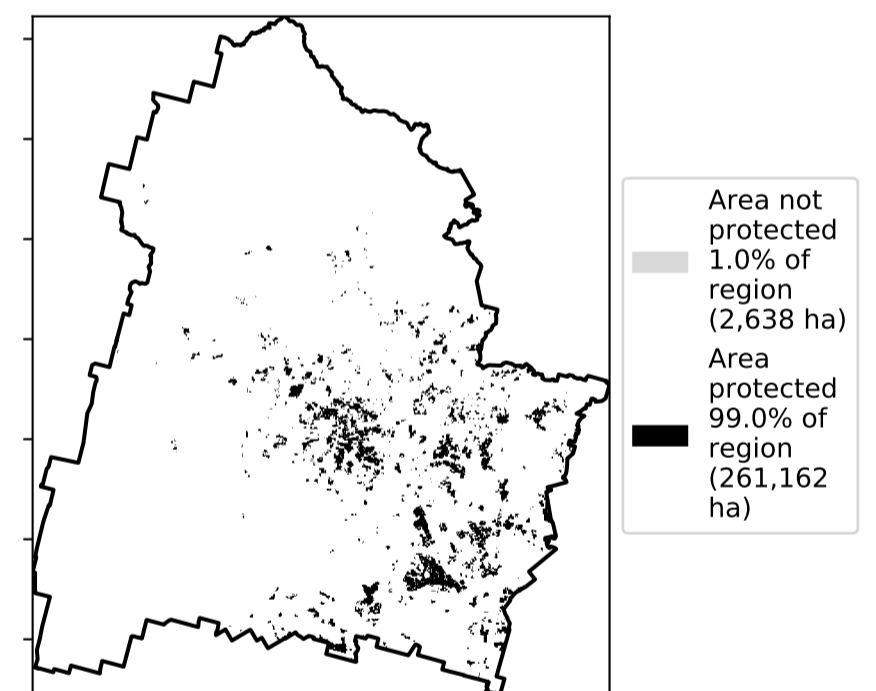 Area not
protected
1.0% of
region
(2,638 ha)
Area
protected
99.0% of
region
(261,162
ha)